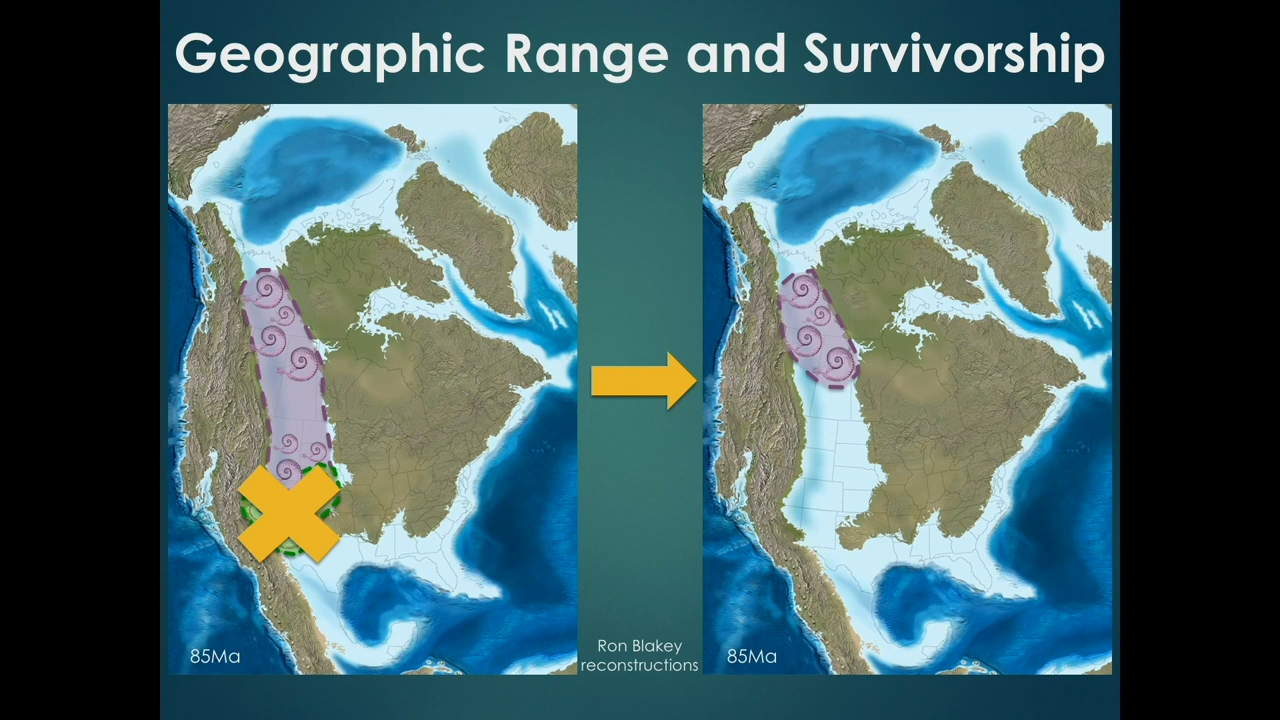 Geographic Range and Survivorship
85Ma
Ron Blakey
reconstructions
85Ma